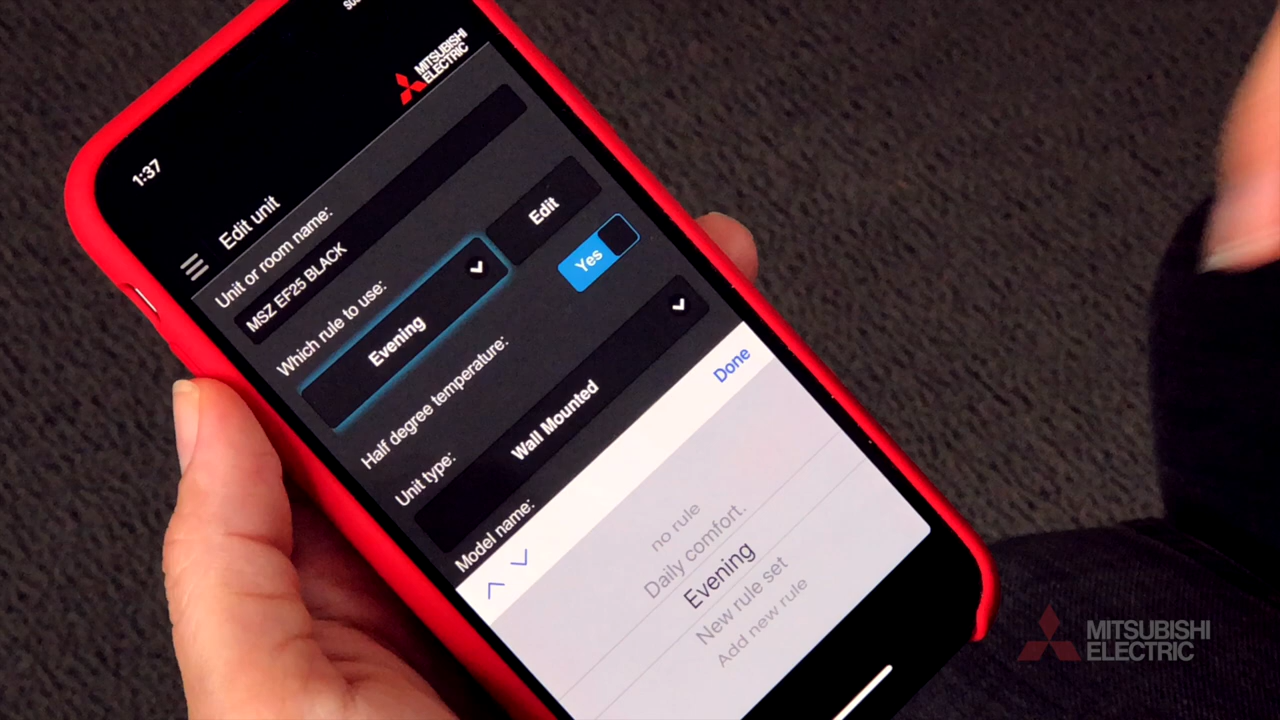 1:37
MITSUBISHI
ELECTRIC
Edit unit
Unit or room name:
MSZ EF25 BLACK
Which rule to use:
Evening
Edit
Half degree temperature:
Yes
Unit type:
Wall Mounted
Model name:
Done
no rule
Daily comfort.
Evening
New rule set
Add new rule
MITSUBISHI
ELECTRIC